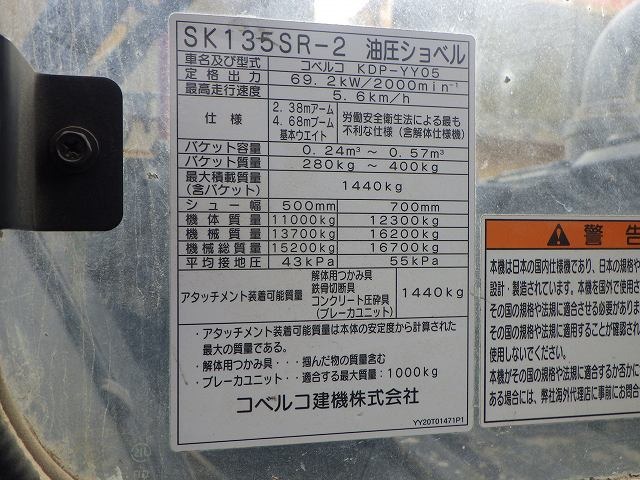 SK135SR-2 油圧ショベル
車名及び型式 コベルコ KDP-YY05
定格出力 69.2kW/2000min⁻¹
最高走行速度 5.6km/h
仕様 2.38mアーム 4.68mブーム 基本ウエイト 労働安全衛生法による最も不利な仕様(含解体仕様機)
バケット容量 0.24m³ ~ 0.57m³
バケット質量 280kg ~ 400kg
最大積載質量(含バケット) 1440kg
シュー幅 500mm 700mm
機体質量 11000kg 12300kg
機械質量 13700kg 16200kg
機械総質量 15200kg 16700kg
平均接地圧 43kPa 55kPa
アタッチメント装着可能質量 解体用つかみ具 鉄骨切断具 コンクリート圧砕具 (ブレーカユニット) 1440kg
・アタッチメント装着可能質量は本体の安定度から計算された
最大の質量である。
・解体用つかみ具・・・掴んだ物の質量含む
・ブレーカユニット・・適合する最大質量:1000kg
コベルコ建機株式会社
YY20T01471P1
警告
本機は日本の国内仕様機であり、日本の規格
設計・製造されています。本機を国外で使用さ
その国の規格や法規に適合させる必要があります
その国の規格や法規に適用することが確認され
使用しないでください。
本機がその国の規格や法規に適合するか否かに
ある場合には、弊社海外代理店に事前にお問合